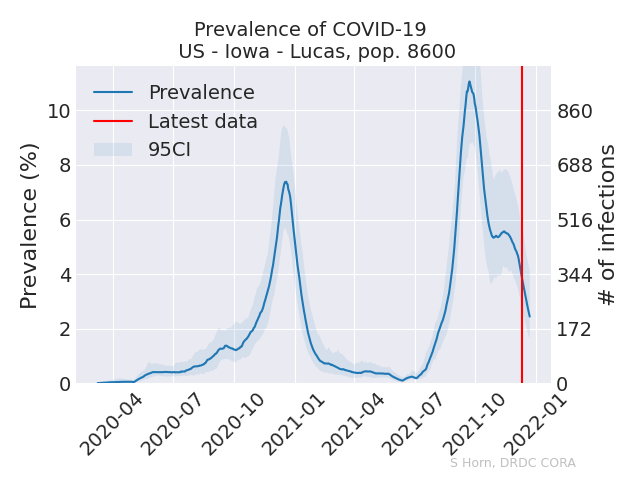 Prevalence of COVID-19
US - Iowa - Lucas, pop. 8600
Prevalence
Latest data
95CI
Prevalence (%)
10
8
6
4
2
0
860
688
516
344
172
0
# of infections
2020-04
2020-07
2020-10
2021-01
2021-04
2021-07
2021-10
2022-01
S Horn, DRDC CORA